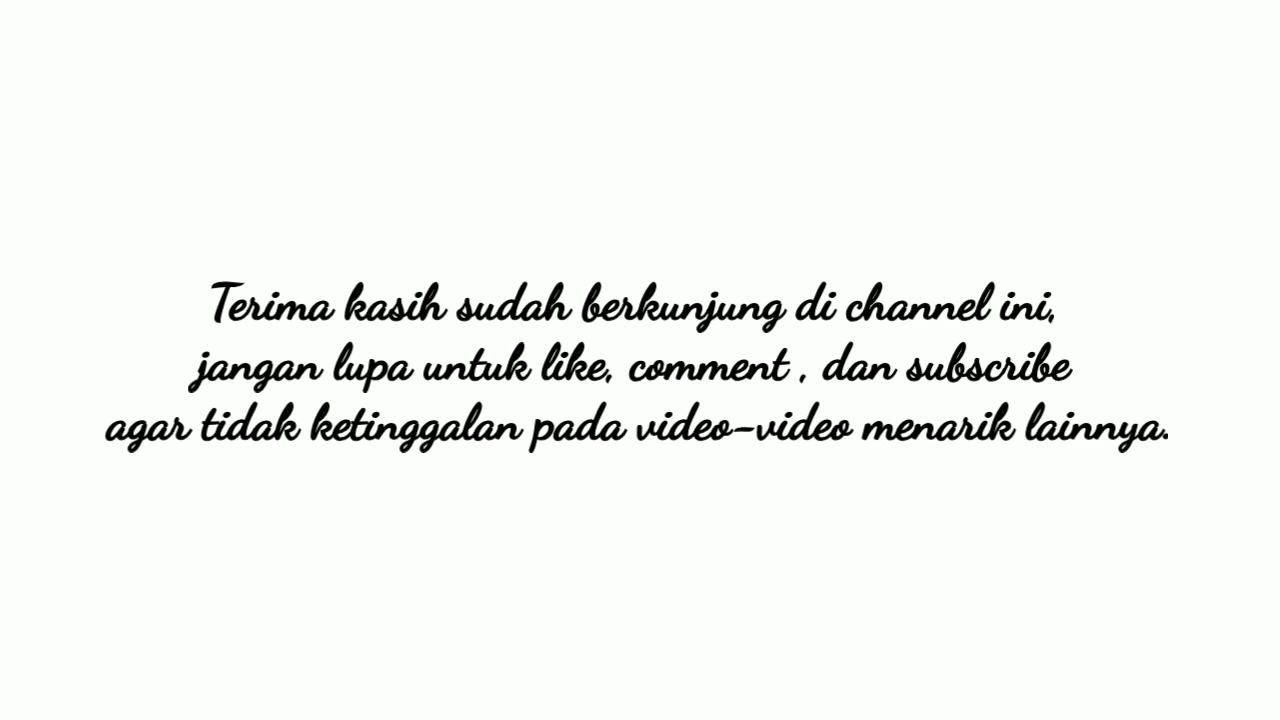 Terima kasih sudah berkunjung di channel ini,
jangan lupa untuk like, comment , dan subscribe
agar tidak ketinggalan pada video-video menarik lainnya.